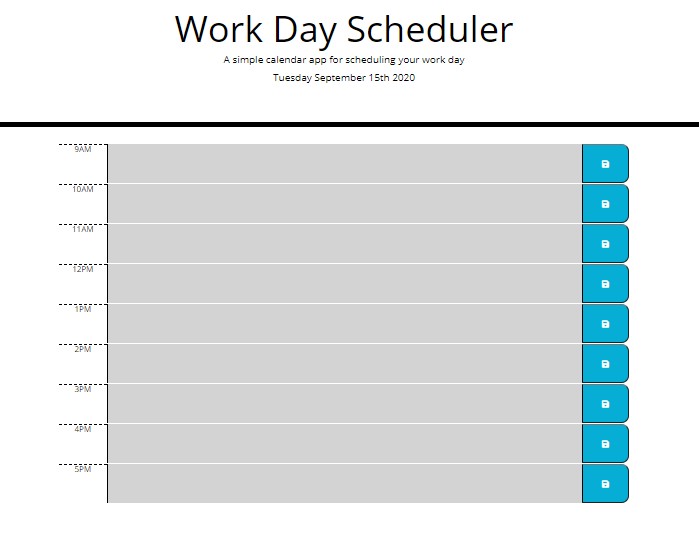 Work Day Scheduler
A simple calendar app for scheduling your work day
Tuesday September 15th 2020
9AM
10AM
11AM
12PM
1PM
2PM
3PM
4PM
5PM